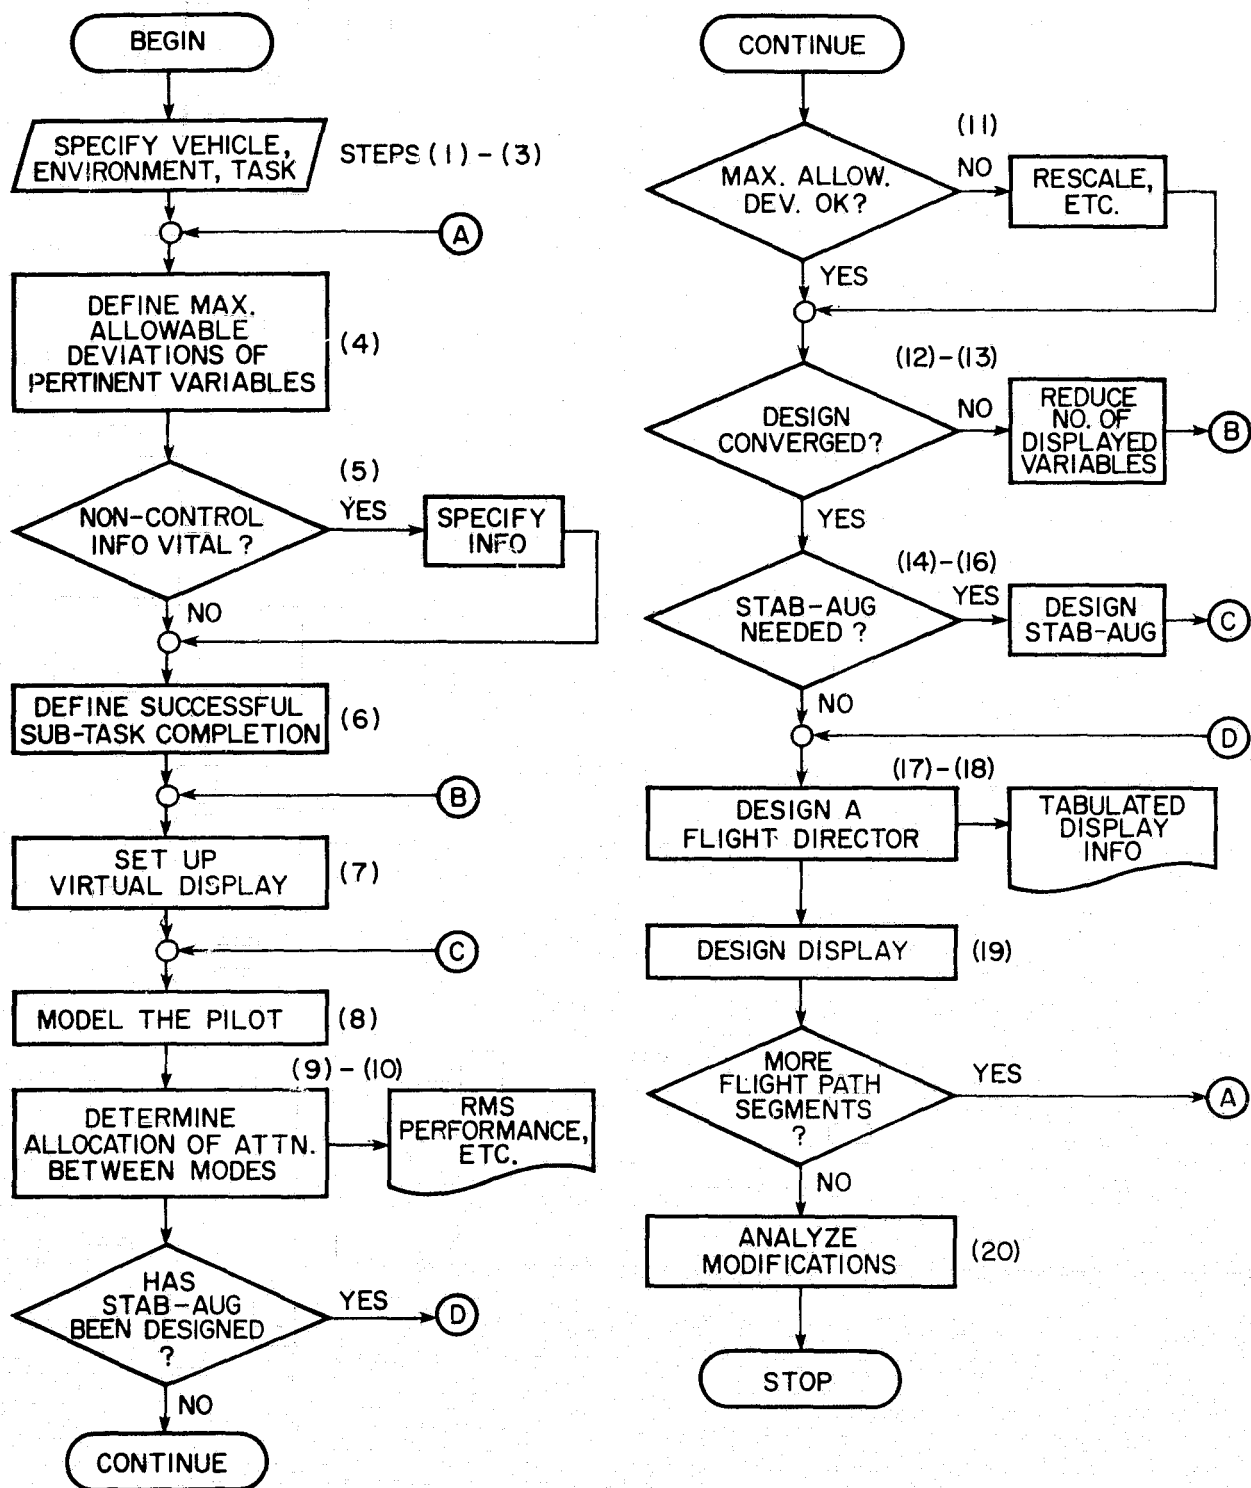 BEGIN
SPECIFY VEHICLE,
ENVIRONMENT, TASK
STEPS (1) - (3)
A
DEFINE MAX.
ALLOWABLE
DEVIATIONS OF
PERTINENT VARIABLES
(4)
(5)
NON-CONTROL
INFO VITAL ?
YES
SPECIFY
INFO
NO
DEFINE SUCCESSFUL
SUB-TASK COMPLETION
(6)
B
SET UP
VIRTUAL DISPLAY
(7)
C
MODEL THE PILOT
(8)
(9) - (10)
DETERMINE
ALLOCATION OF ATTN.
BETWEEN MODES
RMS
PERFORMANCE,
ETC.
HAS
STAB-AUG
BEEN DESIGNED
?
YES
D
NO
CONTINUE
CONTINUE
(11)
MAX. ALLOW.
DEV. OK?
NO
RESCALE,
ETC.
YES
(12)-(13)
DESIGN
CONVERGED?
NO
REDUCE
NO. OF
DISPLAYED
VARIABLES
B
YES
(14)-(16)
STAB-AUG
NEEDED ?
YES
DESIGN
STAB-AUG
C
NO
D
(17)-(18)
DESIGN A
FLIGHT DIRECTOR
TABULATED
DISPLAY
INFO
DESIGN DISPLAY
(19)
MORE
FLIGHT PATH
SEGMENTS
?
YES
A
NO
ANALYZE
MODIFICATIONS
(20)
STOP